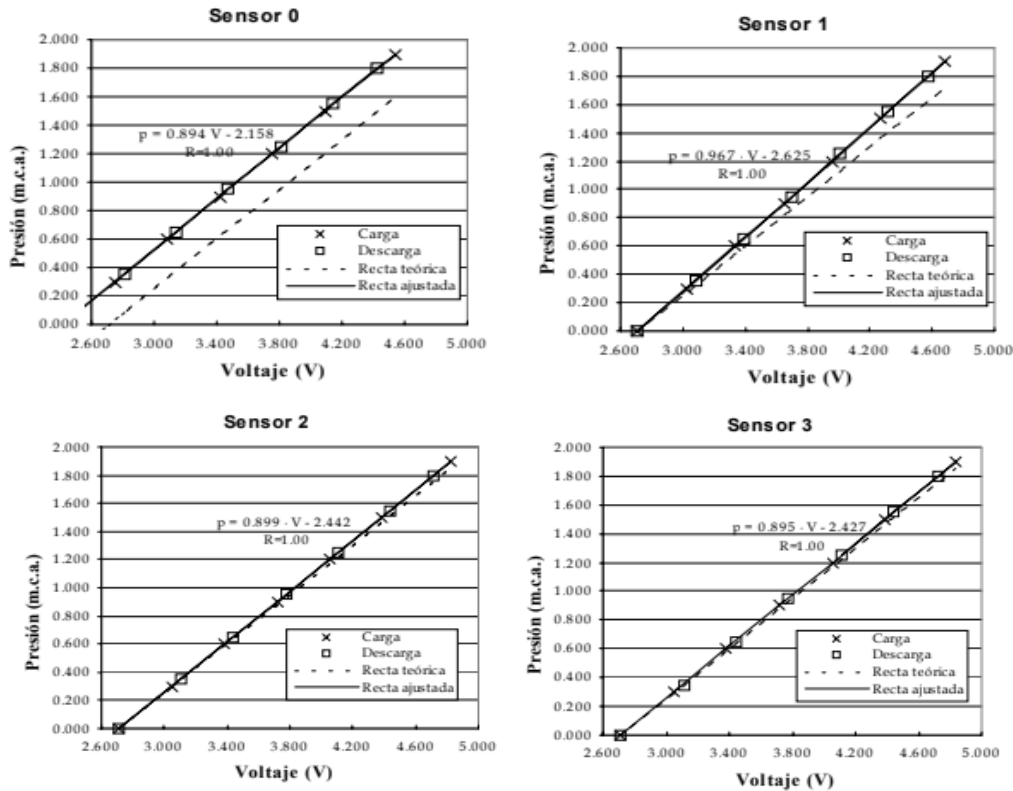 Sensor 0
2.000
1.800
1.600
1.400
1.200
1.000
0.800
0.600
0.400
0.200
0.000
Presión (m.c.a.)
p = 0.894 V - 2.158
R=1.00
Carga
Descarga
Recta teórica
Recta ajustada
2.600 3.000 3.400 3.800 4.200 4.600 5.000
Voltaje (V)
Sensor 1
2.000
1.800
1.600
1.400
1.200
1.000
0.800
0.600
0.400
0.200
0.000
Presión (m.c.a.)
p = 0.967 · V - 2.625
R=1.00
Carga
Descarga
Recta teórica
Recta ajustada
2.600 3.000 3.400 3.800 4.200 4.600 5.000
Voltaje (V)
Sensor 2
2.000
1.800
1.600
1.400
1.200
1.000
0.800
0.600
0.400
0.200
0.000
Presión (m.c.a.)
p = 0.899 · V - 2.442
R=1.00
Carga
Descarga
Recta teórica
Recta ajustada
2.600 3.000 3.400 3.800 4.200 4.600 5.000
Voltaje (V)
Sensor 3
2.000
1.800
1.600
1.400
1.200
1.000
0.800
0.600
0.400
0.200
0.000
Presión (m.c.a.)
p = 0.895 · V - 2.427
R=1.00
Carga
Descarga
Recta teórica
Recta ajustada
2.600 3.000 3.400 3.800 4.200 4.600 5.000
Voltaje (V)